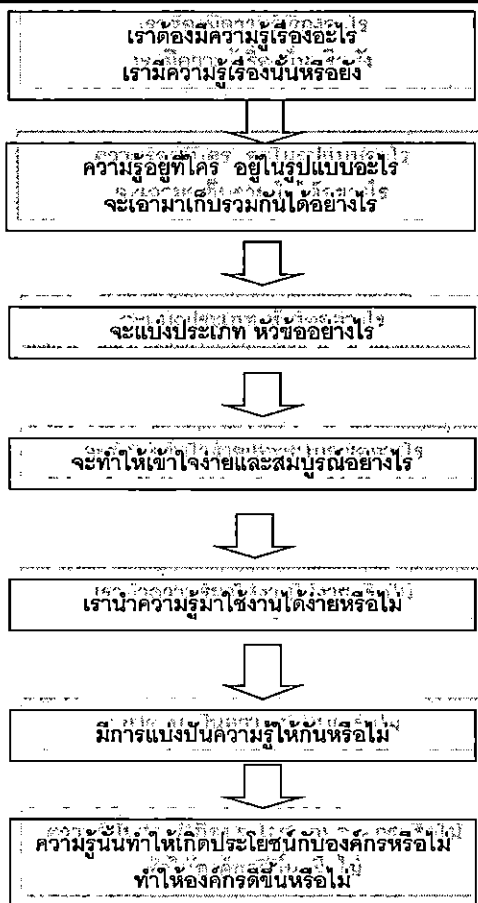 เราต้องมีความรู้เรื่องอะไร
เรามีความรู้เรื่องนั้นหรือยัง
ความรู้อยู่ที่ใคร อยู่ในรูปแบบอะไร
จะเอามาเก็บรวมกันได้อย่างไร
จะแบ่งประเภท หัวข้ออย่างไร
จะทำให้เข้าใจง่ายและสมบูรณ์อย่างไร
เรานำความรู้มาใช้งานได้ง่ายหรือไม่
มีการแบ่งปันความรู้ให้กันหรือไม่
ความรู้นั้นทำให้เกิดประโยชน์กับองค์กรหรือไม่
ทำให้องค์กรดีขึ้นหรือไม่